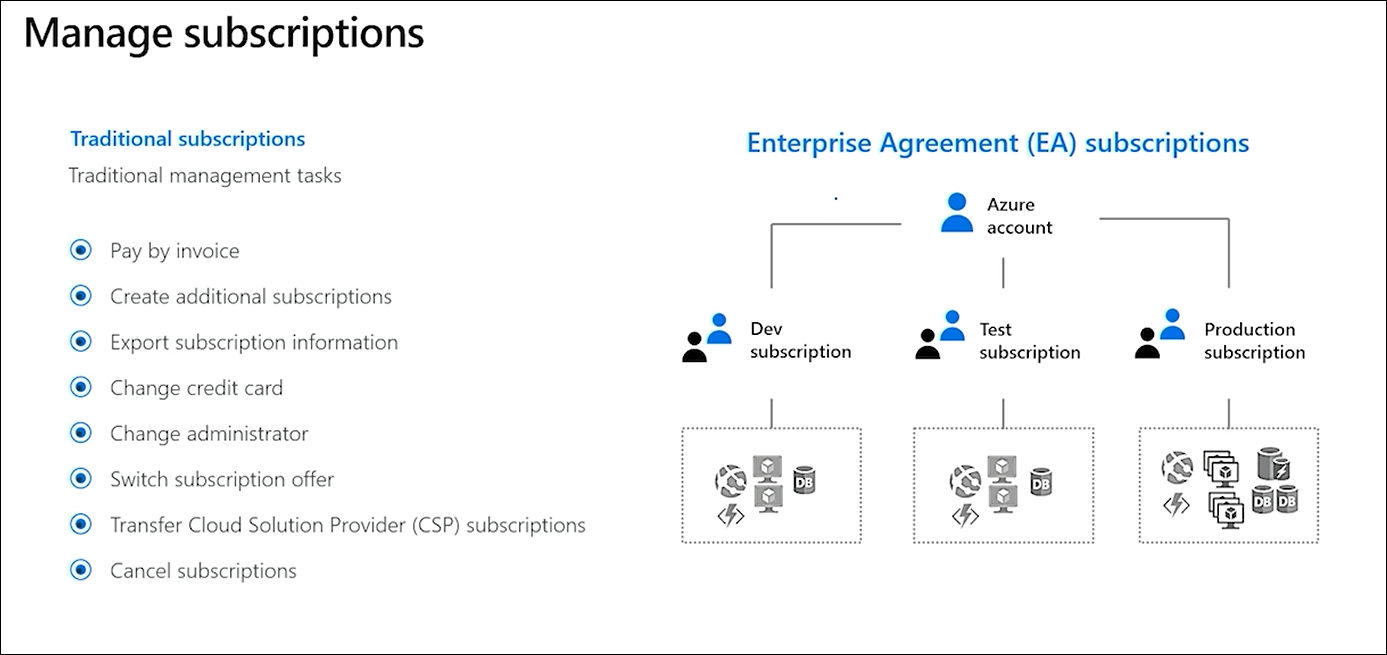 Manage subscriptions
Traditional subscriptions
Traditional management tasks
Pay by invoice
Create additional subscriptions
Export subscription information
Change credit card
Change administrator
Switch subscription offer
Transfer Cloud Solution Provider (CSP) subscriptions
Cancel subscriptions
Enterprise Agreement (EA) subscriptions
Azure
account
Dev
subscription
Test
subscription
Production
subscription
DB
DB
DB
DB